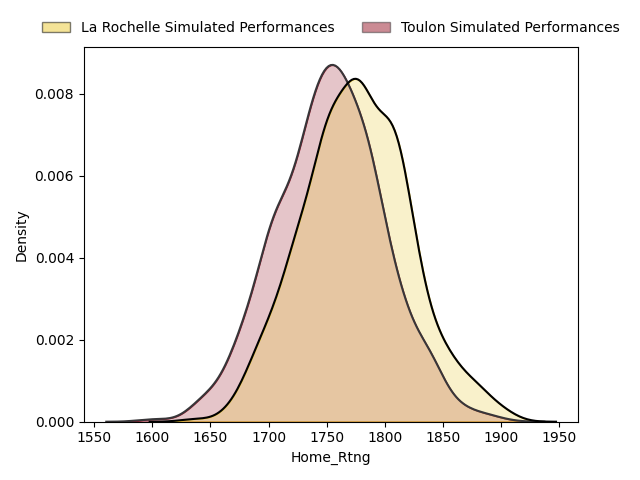 La Rochelle Simulated Performances
Toulon Simulated Performances
Density
0.008
0.006
0.004
0.002
0.000
1550 1600 1650 1700 1750 1800 1850 1900 1950
Home_Rtng